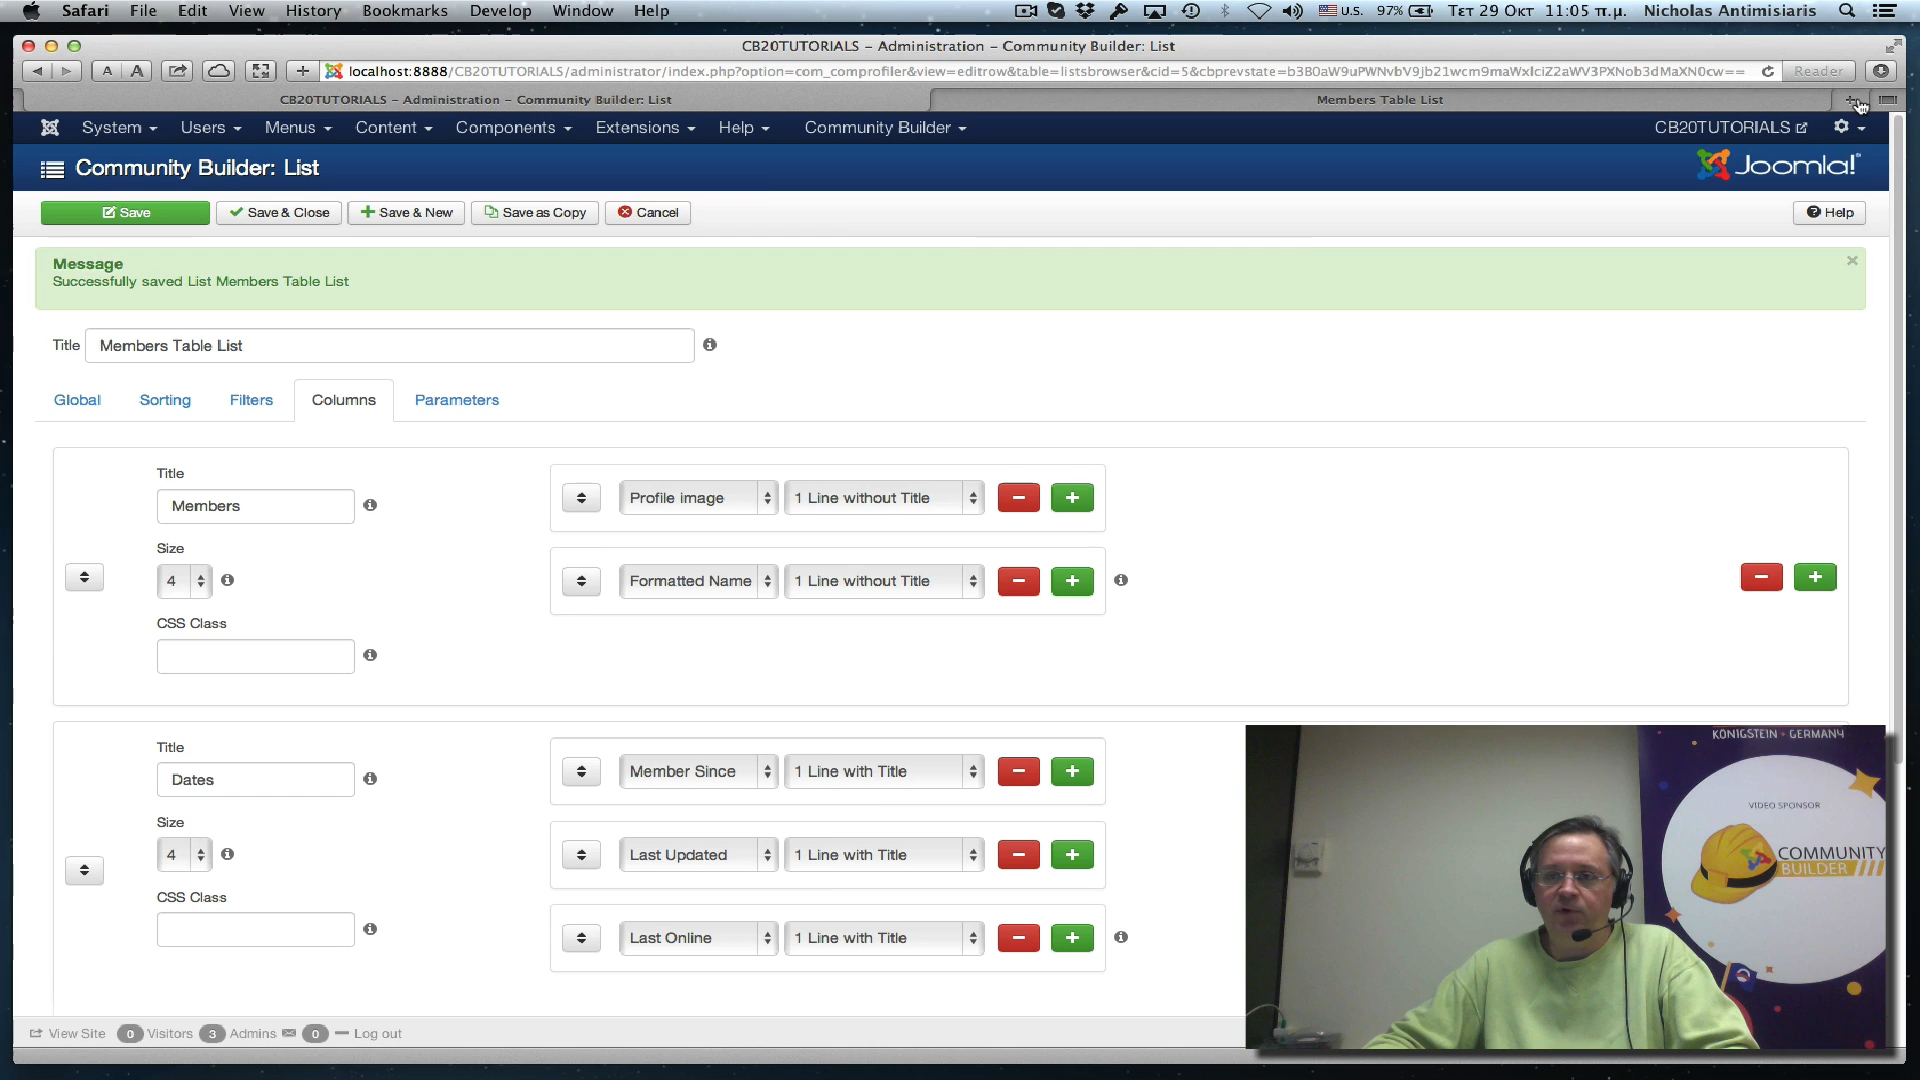 Safari File Edit View History Bookmarks Develop Window Help U.S. 97% Τετ 29 Οκτ 11:05 π.μ. Nicholas Antimisiaris
CB20TUTORIALS – Administration – Community Builder: List
A A localhost:8888/CB20TUTORIALS/administrator/index.php?option=com_comprofiler&view=editrow&table=listsbrowser&cid=5&cbprevstate=b3B0aW9uPWNvbV9jb21wcm9maWxlciZ2aWV3PXNob3dMaXN0cw== Reader
CB20TUTORIALS – Administration – Community Builder: List
Members Table List
System Users Menus Content Components Extensions Help Community Builder CB20TUTORIALS
Community Builder: List
Joomla!
Save Save & Close Save & New Save as Copy Cancel Help
Message
Successfully saved List Members Table List
Title Members Table List
Global Sorting Filters Columns Parameters
Title
Members
Size
4
CSS Class
Profile image 1 Line without Title
Formatted Name 1 Line without Title
Title
Dates
Size
4
CSS Class
Member Since 1 Line with Title
Last Updated 1 Line with Title
Last Online 1 Line with Title
KÖNIGSTEIN • GERMANY
VIDEO SPONSOR
COMMUNITY
BUILDER
View Site 0 Visitors 3 Admins 0 Log out